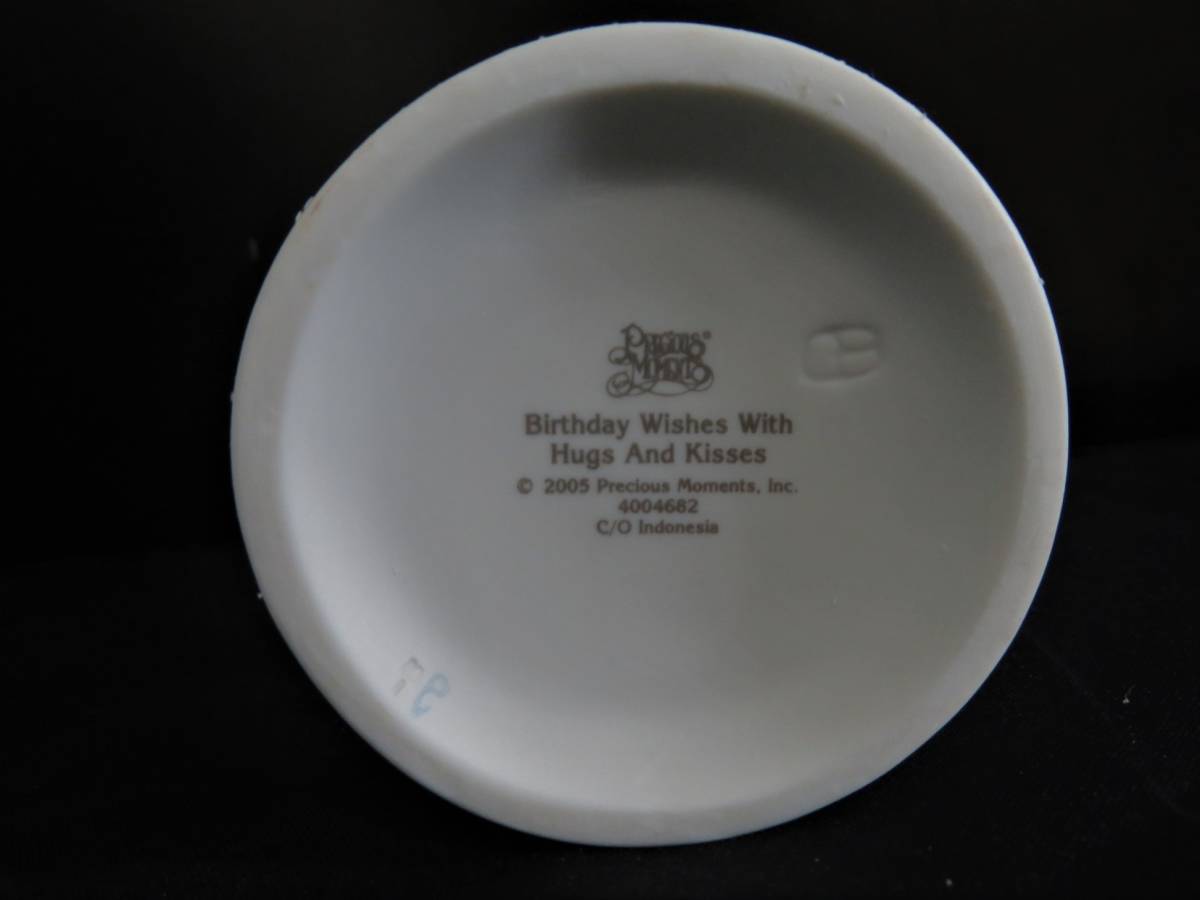 PRECIOUS®
MOMENTS
Birthday Wishes With
Hugs And Kisses
© 2005 Precious Moments, Inc.
4004682
C/O Indonesia